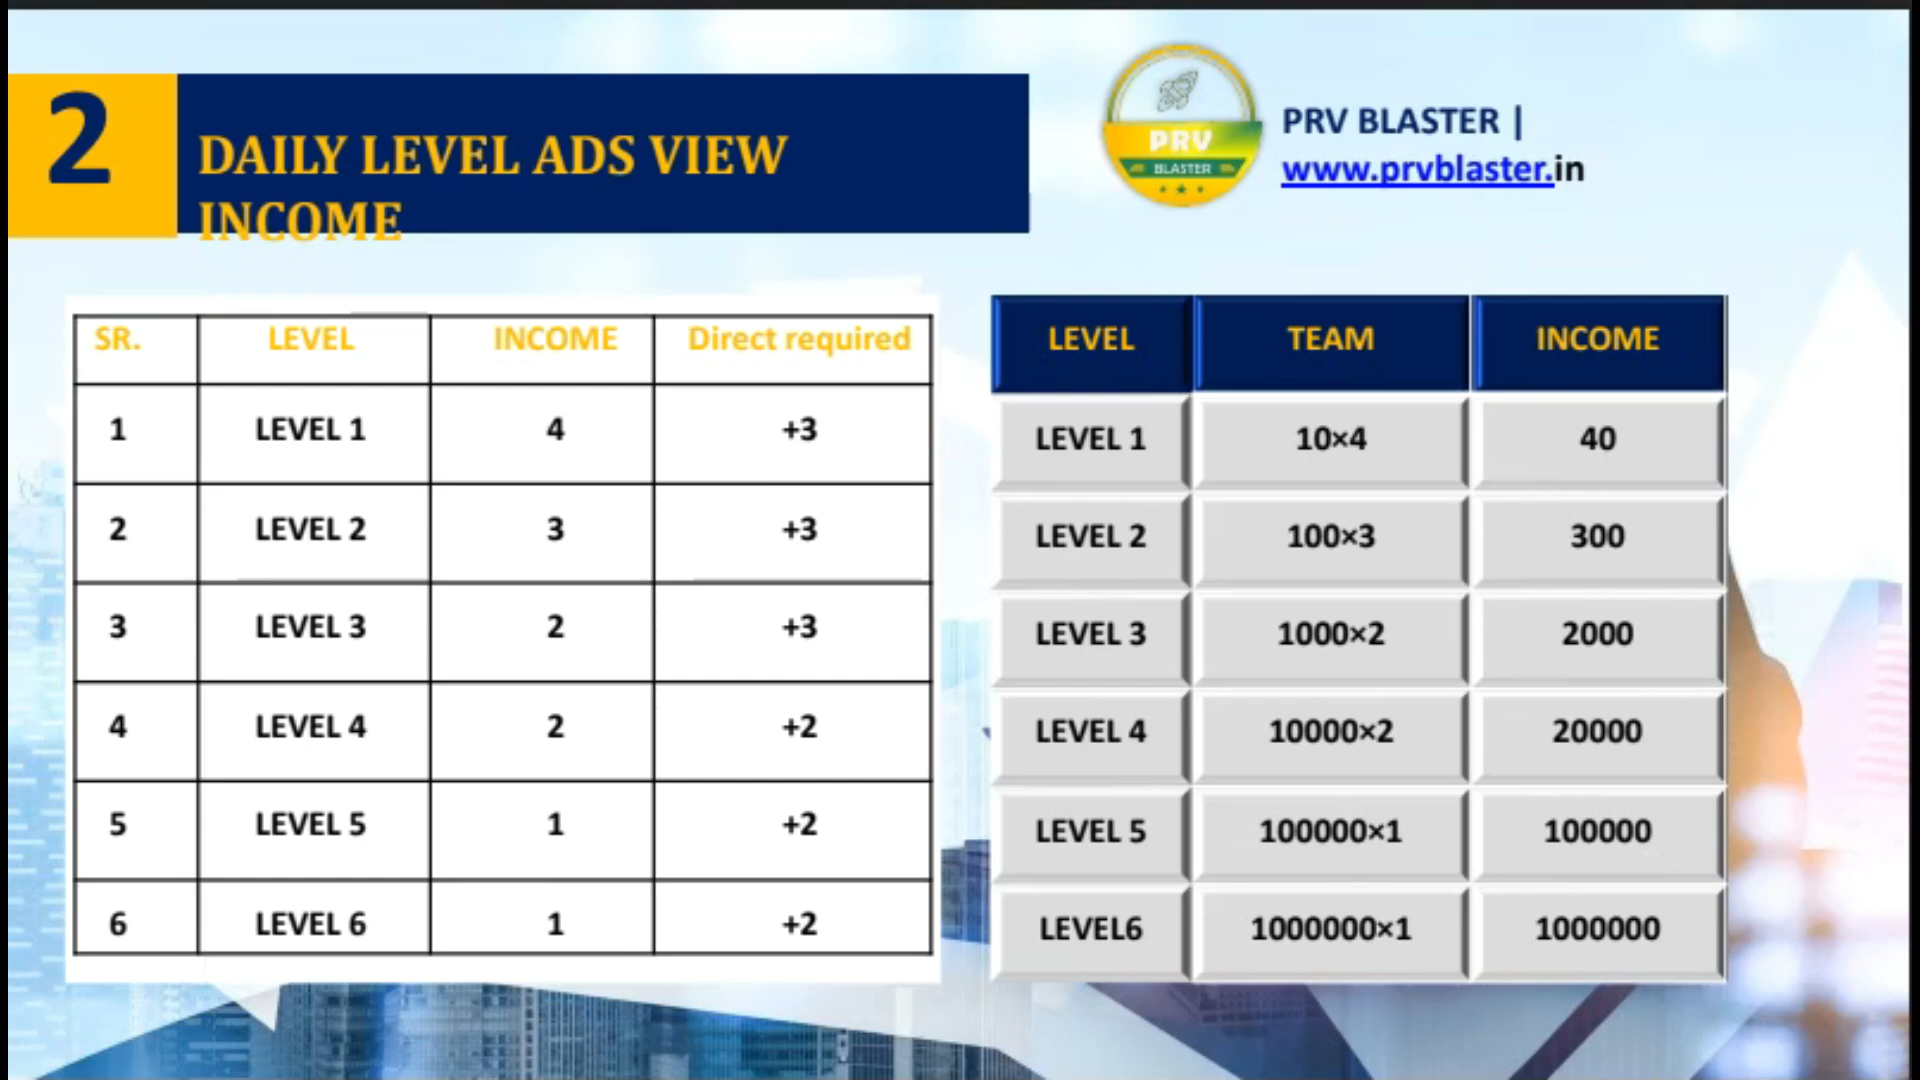 2
DAILY LEVEL ADS VIEW
INCOME
PRV
BLASTER
PRV BLASTER |
www.prvblaster.in
SR. LEVEL INCOME Direct required
1 LEVEL 1 4 +3
2 LEVEL 2 3 +3
3 LEVEL 3 2 +3
4 LEVEL 4 2 +2
5 LEVEL 5 1 +2
6 LEVEL 6 1 +2
LEVEL TEAM INCOME
LEVEL 1 10×4 40
LEVEL 2 100×3 300
LEVEL 3 1000×2 2000
LEVEL 4 10000×2 20000
LEVEL 5 100000×1 100000
LEVEL6 1000000×1 1000000